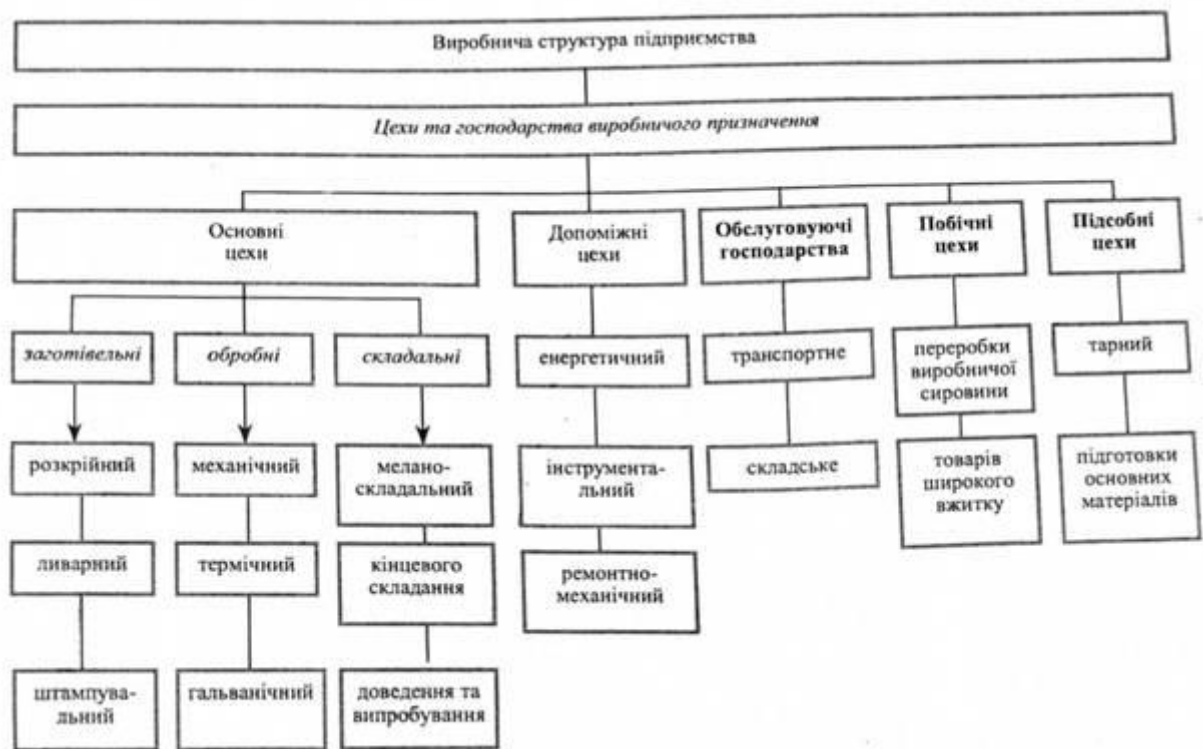 Виробнича структура підприємства
Цехи та господарства виробничого призначення
Основні
цехи
Допоміжні
цехи
Обслуговуючі
господарства
Побічні
цехи
Підсобні
цехи
заготівельні
обробні
складальні
енергетичний
транспортне
переробки
виробничої
сировини
тарний
розкрійний
механічний
мелано-
складальний
інструмента-
льний
складське
товарів
широкого
вжитку
підготовки
основних
матеріалів
ливарний
термічний
кінцевого
складання
ремонтно-
механічний
штампува-
льний
гальванічний
доведення та
випробування